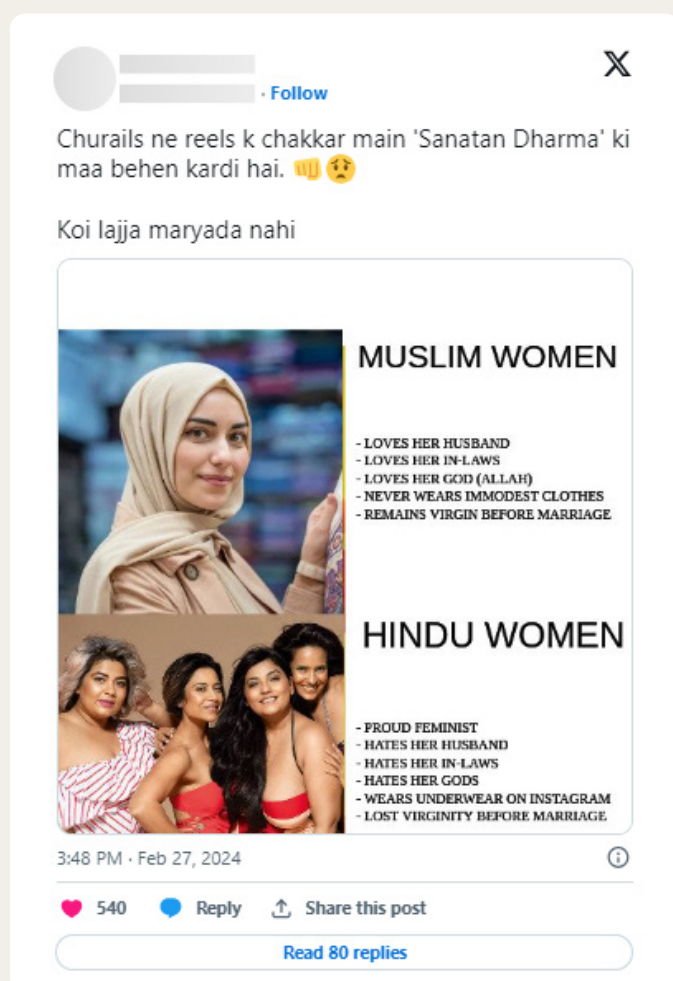 · Follow
Churails ne reels k chakkar main 'Sanatan Dharma' ki
maa behen kardi hai. 👊😟
Koi lajja maryada nahi
MUSLIM WOMEN
- LOVES HER HUSBAND
- LOVES HER IN-LAWS
- LOVES HER GOD (ALLAH)
- NEVER WEARS IMMODEST CLOTHES
- REMAINS VIRGIN BEFORE MARRIAGE
HINDU WOMEN
- PROUD FEMINIST
- HATES HER HUSBAND
- HATES HER IN-LAWS
- HATES HER GODS
- WEARS UNDERWEAR ON INSTAGRAM
- LOST VIRGINITY BEFORE MARRIAGE
3:48 PM · Feb 27, 2024
540 Reply Share this post
Read 80 replies